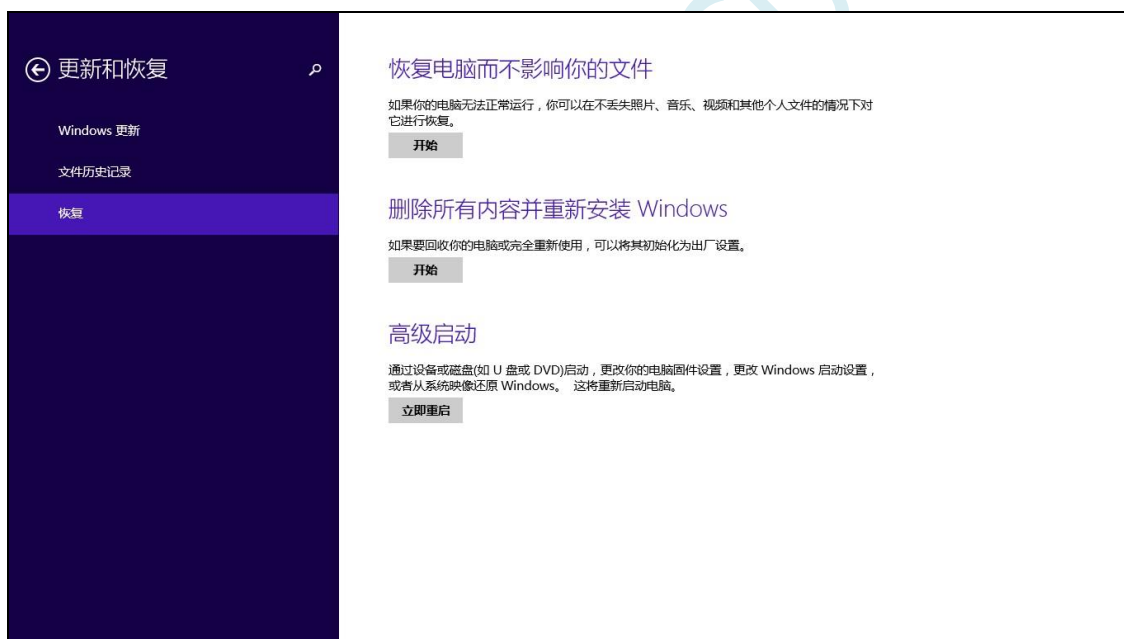 更新和恢复
Windows 更新
文件历史记录
恢复
恢复电脑而不影响你的文件
如果你的电脑无法正常运行，你可以在不丢失照片、音乐、视频和其他个人文件的情况下对
它进行恢复。
开始
删除所有内容并重新安装 Windows
如果要回收你的电脑或完全重新使用，可以将其初始化为出厂设置。
开始
高级启动
通过设备或磁盘(如 U 盘或 DVD)启动，更改你的电脑固件设置，更改 Windows 启动设置，
或者从系统映像还原 Windows。 这将重新启动电脑。
立即重启